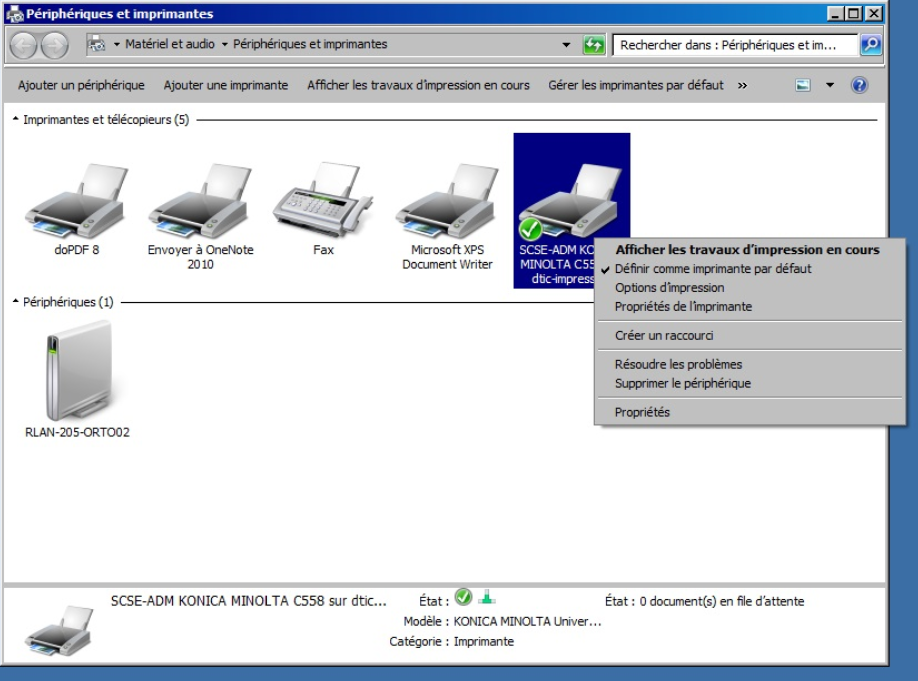 Périphériques et imprimantes
Matériel et audio Périphériques et imprimantes
Rechercher dans : Périphériques et im...
Ajouter un périphérique Ajouter une imprimante Afficher les travaux d'impression en cours Gérer les imprimantes par défaut »
Imprimantes et télécopieurs (5)
doPDF 8
Envoyer à OneNote
2010
Fax
Microsoft XPS
Document Writer
SCSE-ADM KO
MINOLTA C55
dtic-impress
Afficher les travaux d'impression en cours
Définir comme imprimante par défaut
Options d'impression
Propriétés de l'imprimante
Créer un raccourci
Résoudre les problèmes
Supprimer le périphérique
Propriétés
Périphériques (1)
RLAN-205-ORTO02
SCSE-ADM KONICA MINOLTA C558 sur dtic... État : État : 0 document(s) en file d'attente
Modèle : KONICA MINOLTA Univer...
Catégorie : Imprimante